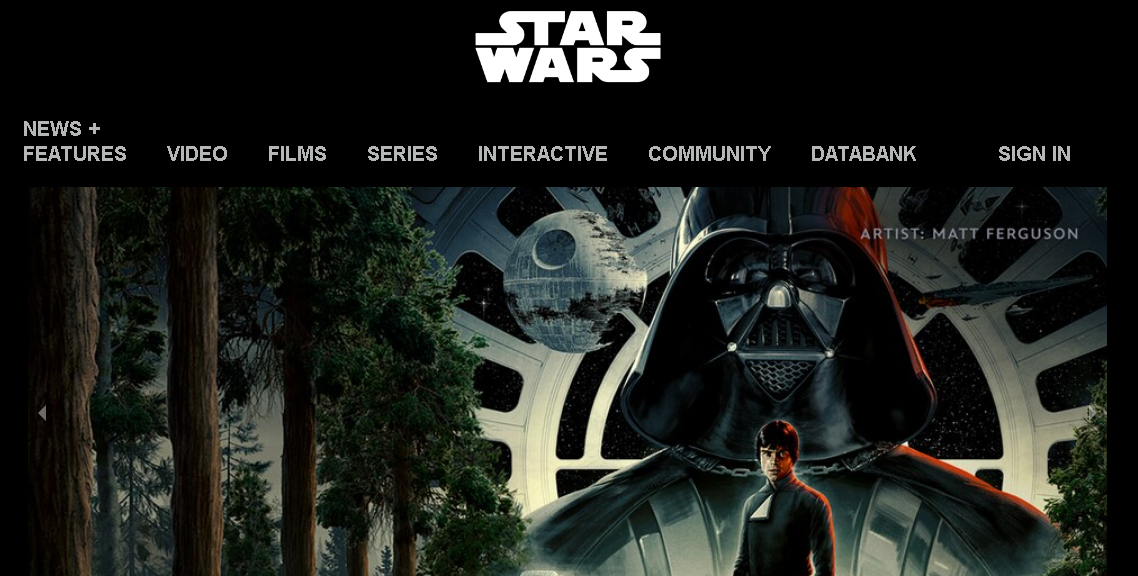 STAR
WARS
NEWS +
FEATURES
VIDEO
FILMS
SERIES
INTERACTIVE
COMMUNITY
DATABANK
SIGN IN
ARTIST: MATT FERGUSON